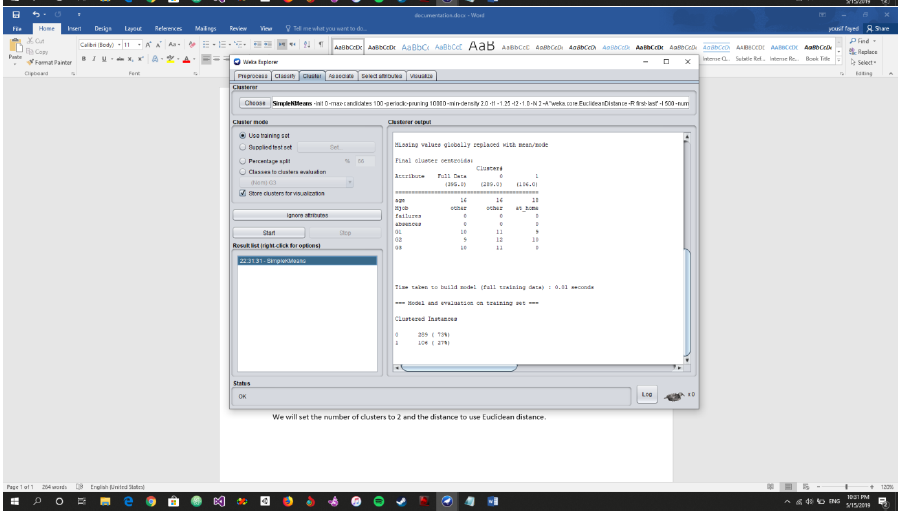 5/15/2019
documentation.docx - Word
File Home Insert Design Layout References Mailings Review View Tell me what you want to do...
yousif fayed Share
Cut
Copy
Paste Format Painter
Clipboard
Calibri (Body) 11
AaBbCcDc AaBbCcDc AaBbCc AaBbCcC AaB AaBbCcC AaBbCcDc AaBbCcDc AaBbCcDc AaBbCcDc AaBbCcDc AaBbCcDc AABBCCDC AABBCCDC AaBbCcDc
Intense Q... Subtle Ref... Intense Re... Book Title
Find
Replace
Select
Editing
Weka Explorer
Preprocess Classify Cluster Associate Select attributes Visualize
Clusterer
Choose SimpleKMeans -init 0 -max-candidates 100 -periodic-pruning 10000 -min-density 2.0 -t1 -1.25 -t2 -1.0 -N 2 -A "weka.core.EuclideanDistance -R first-last" -I 500 -num
Cluster mode
Use training set
Supplied test set Set
Percentage split % 66
Classes to clusters evaluation
(Num) G3
Store clusters for visualization
Ignore attributes
Start Stop
Result list (right-click for options)
22:31:31 - SimpleKMeans
Clusterer output
Missing values globally replaced with mean/mode
Final cluster centroids:
Cluster#
Attribute Full Data 0 1
(395.0) (289.0) (106.0)
================================================
age 16 16 18
Mjob other other at_home
failures 0 0 0
absences 0 0 0
G1 10 11 9
G2 9 12 10
G3 10 11 0
Time taken to build model (full training data) : 0.01 seconds
=== Model and evaluation on training set ===
Clustered Instances
0 289 ( 73%)
1 106 ( 27%)
Status
OK
Log x 0
We will set the number of clusters to 2 and the distance to use Euclidean distance.
Page 1 of 1 264 words English (United States)
120%
ENG
10:31 PM
5/15/2019